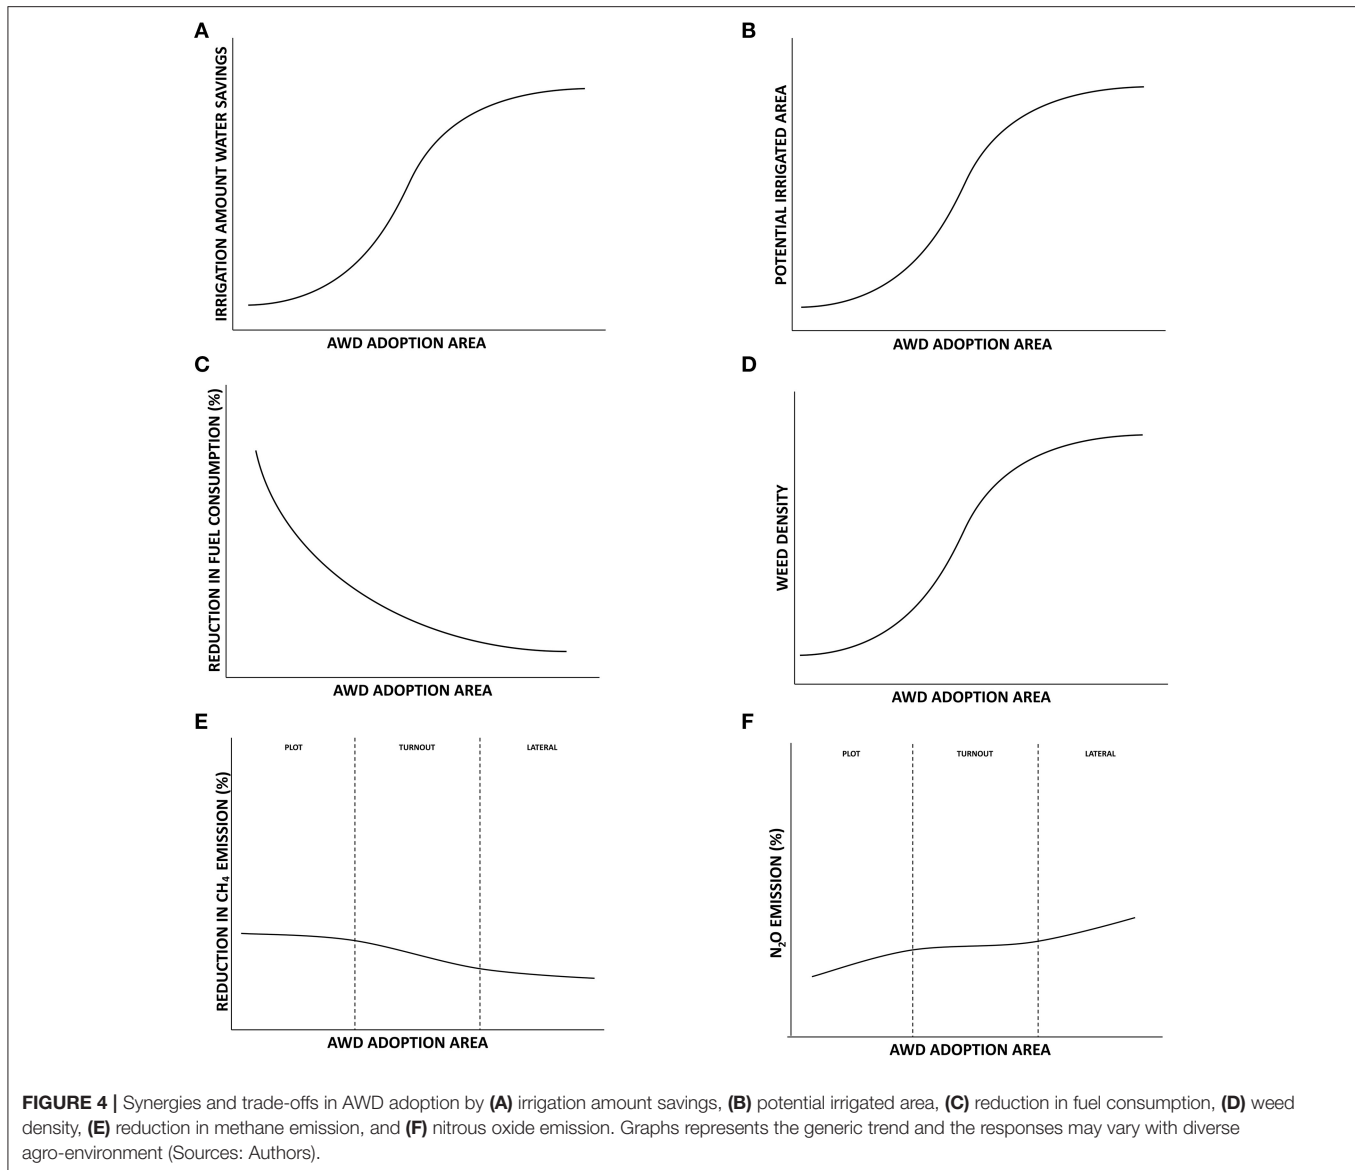 A
IRRIGATION AMOUNT WATER SAVINGS
AWD ADOPTION AREA
B
POTENTIAL IRRIGATED AREA
AWD ADOPTION AREA
C
REDUCTION IN FUEL CONSUMPTION (%)
AWD ADOPTION AREA
D
WEED DENSITY
AWD ADOPTION AREA
E
PLOT
TURNOUT
LATERAL
REDUCTION IN CH₄ EMISSION (%)
AWD ADOPTION AREA
F
PLOT
TURNOUT
LATERAL
N₂O EMISSION (%)
AWD ADOPTION AREA
FIGURE 4 | Synergies and trade-offs in AWD adoption by (A) irrigation amount savings, (B) potential irrigated area, (C) reduction in fuel consumption, (D) weed
density, (E) reduction in methane emission, and (F) nitrous oxide emission. Graphs represents the generic trend and the responses may vary with diverse
agro-environment (Sources: Authors).